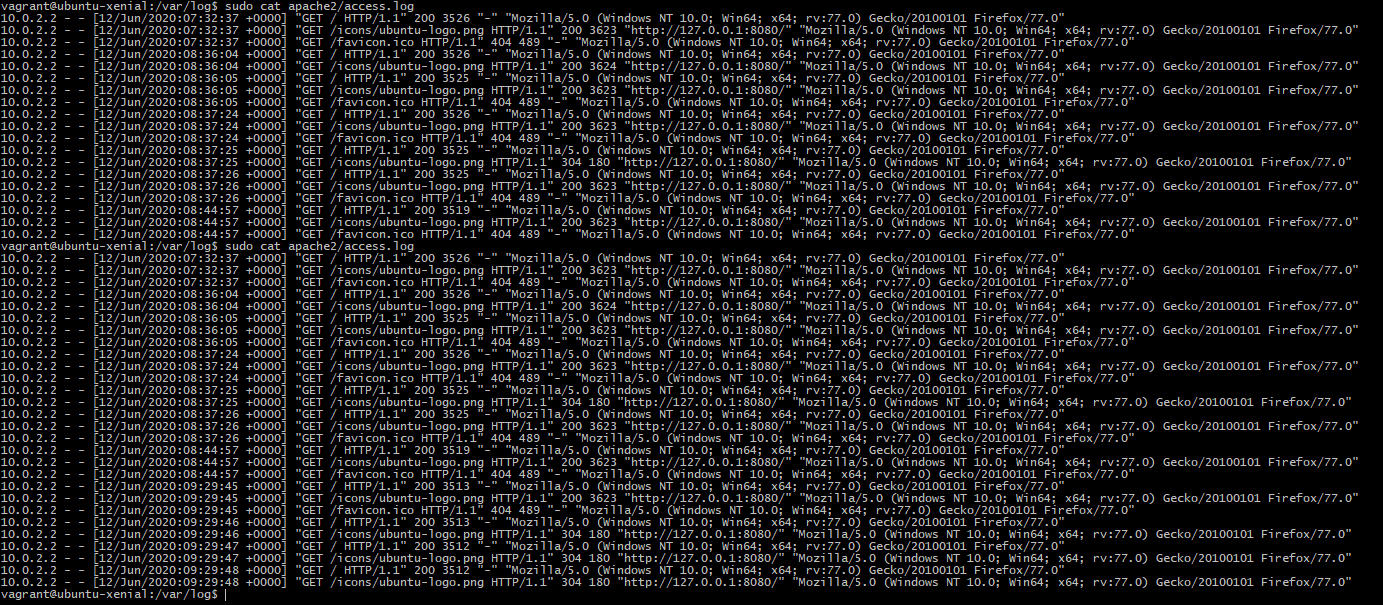 vagrant@ubuntu-xenial:/var/log$ sudo cat apache2/access.log
10.0.2.2 - - [12/Jun/2020:07:32:37 +0000] "GET / HTTP/1.1" 200 3526 "-" "Mozilla/5.0 (Windows NT 10.0; Win64; x64; rv:77.0) Gecko/20100101 Firefox/77.0"
10.0.2.2 - - [12/Jun/2020:07:32:37 +0000] "GET /icons/ubuntu-logo.png HTTP/1.1" 200 3623 "http://127.0.0.1:8080/" "Mozilla/5.0 (Windows NT 10.0; Win64; x64; rv:77.0) Gecko/20100101 Firefox/77.0"
10.0.2.2 - - [12/Jun/2020:07:32:37 +0000] "GET /favicon.ico HTTP/1.1" 404 489 "-" "Mozilla/5.0 (Windows NT 10.0; Win64; x64; rv:77.0) Gecko/20100101 Firefox/77.0"
10.0.2.2 - - [12/Jun/2020:08:36:04 +0000] "GET / HTTP/1.1" 200 3526 "-" "Mozilla/5.0 (Windows NT 10.0; Win64; x64; rv:77.0) Gecko/20100101 Firefox/77.0"
10.0.2.2 - - [12/Jun/2020:08:36:04 +0000] "GET /icons/ubuntu-logo.png HTTP/1.1" 200 3624 "http://127.0.0.1:8080/" "Mozilla/5.0 (Windows NT 10.0; Win64; x64; rv:77.0) Gecko/20100101 Firefox/77.0"
10.0.2.2 - - [12/Jun/2020:08:36:05 +0000] "GET / HTTP/1.1" 200 3525 "-" "Mozilla/5.0 (Windows NT 10.0; Win64; x64; rv:77.0) Gecko/20100101 Firefox/77.0"
10.0.2.2 - - [12/Jun/2020:08:36:05 +0000] "GET /icons/ubuntu-logo.png HTTP/1.1" 200 3623 "http://127.0.0.1:8080/" "Mozilla/5.0 (Windows NT 10.0; Win64; x64; rv:77.0) Gecko/20100101 Firefox/77.0"
10.0.2.2 - - [12/Jun/2020:08:36:05 +0000] "GET /favicon.ico HTTP/1.1" 404 489 "-" "Mozilla/5.0 (Windows NT 10.0; Win64; x64; rv:77.0) Gecko/20100101 Firefox/77.0"
10.0.2.2 - - [12/Jun/2020:08:37:24 +0000] "GET / HTTP/1.1" 200 3526 "-" "Mozilla/5.0 (Windows NT 10.0; Win64; x64; rv:77.0) Gecko/20100101 Firefox/77.0"
10.0.2.2 - - [12/Jun/2020:08:37:24 +0000] "GET /icons/ubuntu-logo.png HTTP/1.1" 200 3623 "http://127.0.0.1:8080/" "Mozilla/5.0 (Windows NT 10.0; Win64; x64; rv:77.0) Gecko/20100101 Firefox/77.0"
10.0.2.2 - - [12/Jun/2020:08:37:24 +0000] "GET /favicon.ico HTTP/1.1" 404 489 "-" "Mozilla/5.0 (Windows NT 10.0; Win64; x64; rv:77.0) Gecko/20100101 Firefox/77.0"
10.0.2.2 - - [12/Jun/2020:08:37:25 +0000] "GET / HTTP/1.1" 200 3525 "-" "Mozilla/5.0 (Windows NT 10.0; Win64; x64; rv:77.0) Gecko/20100101 Firefox/77.0"
10.0.2.2 - - [12/Jun/2020:08:37:25 +0000] "GET /icons/ubuntu-logo.png HTTP/1.1" 304 180 "http://127.0.0.1:8080/" "Mozilla/5.0 (Windows NT 10.0; Win64; x64; rv:77.0) Gecko/20100101 Firefox/77.0"
10.0.2.2 - - [12/Jun/2020:08:37:26 +0000] "GET / HTTP/1.1" 200 3525 "-" "Mozilla/5.0 (Windows NT 10.0; Win64; x64; rv:77.0) Gecko/20100101 Firefox/77.0"
10.0.2.2 - - [12/Jun/2020:08:37:26 +0000] "GET /icons/ubuntu-logo.png HTTP/1.1" 200 3623 "http://127.0.0.1:8080/" "Mozilla/5.0 (Windows NT 10.0; Win64; x64; rv:77.0) Gecko/20100101 Firefox/77.0"
10.0.2.2 - - [12/Jun/2020:08:37:26 +0000] "GET /favicon.ico HTTP/1.1" 404 489 "-" "Mozilla/5.0 (Windows NT 10.0; Win64; x64; rv:77.0) Gecko/20100101 Firefox/77.0"
10.0.2.2 - - [12/Jun/2020:08:44:57 +0000] "GET / HTTP/1.1" 200 3519 "-" "Mozilla/5.0 (Windows NT 10.0; Win64; x64; rv:77.0) Gecko/20100101 Firefox/77.0"
10.0.2.2 - - [12/Jun/2020:08:44:57 +0000] "GET /icons/ubuntu-logo.png HTTP/1.1" 200 3623 "http://127.0.0.1:8080/" "Mozilla/5.0 (Windows NT 10.0; Win64; x64; rv:77.0) Gecko/20100101 Firefox/77.0"
10.0.2.2 - - [12/Jun/2020:08:44:57 +0000] "GET /favicon.ico HTTP/1.1" 404 489 "-" "Mozilla/5.0 (Windows NT 10.0; Win64; x64; rv:77.0) Gecko/20100101 Firefox/77.0"
vagrant@ubuntu-xenial:/var/log$ sudo cat apache2/access.log
10.0.2.2 - - [12/Jun/2020:07:32:37 +0000] "GET / HTTP/1.1" 200 3526 "-" "Mozilla/5.0 (Windows NT 10.0; Win64; x64; rv:77.0) Gecko/20100101 Firefox/77.0"
10.0.2.2 - - [12/Jun/2020:07:32:37 +0000] "GET /icons/ubuntu-logo.png HTTP/1.1" 200 3623 "http://127.0.0.1:8080/" "Mozilla/5.0 (Windows NT 10.0; Win64; x64; rv:77.0) Gecko/20100101 Firefox/77.0"
10.0.2.2 - - [12/Jun/2020:07:32:37 +0000] "GET /favicon.ico HTTP/1.1" 404 489 "-" "Mozilla/5.0 (Windows NT 10.0; Win64; x64; rv:77.0) Gecko/20100101 Firefox/77.0"
10.0.2.2 - - [12/Jun/2020:08:36:04 +0000] "GET / HTTP/1.1" 200 3526 "-" "Mozilla/5.0 (Windows NT 10.0; Win64; x64; rv:77.0) Gecko/20100101 Firefox/77.0"
10.0.2.2 - - [12/Jun/2020:08:36:04 +0000] "GET /icons/ubuntu-logo.png HTTP/1.1" 200 3624 "http://127.0.0.1:8080/" "Mozilla/5.0 (Windows NT 10.0; Win64; x64; rv:77.0) Gecko/20100101 Firefox/77.0"
10.0.2.2 - - [12/Jun/2020:08:36:05 +0000] "GET / HTTP/1.1" 200 3525 "-" "Mozilla/5.0 (Windows NT 10.0; Win64; x64; rv:77.0) Gecko/20100101 Firefox/77.0"
10.0.2.2 - - [12/Jun/2020:08:36:05 +0000] "GET /icons/ubuntu-logo.png HTTP/1.1" 200 3623 "http://127.0.0.1:8080/" "Mozilla/5.0 (Windows NT 10.0; Win64; x64; rv:77.0) Gecko/20100101 Firefox/77.0"
10.0.2.2 - - [12/Jun/2020:08:36:05 +0000] "GET /favicon.ico HTTP/1.1" 404 489 "-" "Mozilla/5.0 (Windows NT 10.0; Win64; x64; rv:77.0) Gecko/20100101 Firefox/77.0"
10.0.2.2 - - [12/Jun/2020:08:37:24 +0000] "GET / HTTP/1.1" 200 3526 "-" "Mozilla/5.0 (Windows NT 10.0; Win64; x64; rv:77.0) Gecko/20100101 Firefox/77.0"
10.0.2.2 - - [12/Jun/2020:08:37:24 +0000] "GET /icons/ubuntu-logo.png HTTP/1.1" 200 3623 "http://127.0.0.1:8080/" "Mozilla/5.0 (Windows NT 10.0; Win64; x64; rv:77.0) Gecko/20100101 Firefox/77.0"
10.0.2.2 - - [12/Jun/2020:08:37:24 +0000] "GET /favicon.ico HTTP/1.1" 404 489 "-" "Mozilla/5.0 (Windows NT 10.0; Win64; x64; rv:77.0) Gecko/20100101 Firefox/77.0"
10.0.2.2 - - [12/Jun/2020:08:37:25 +0000] "GET / HTTP/1.1" 200 3525 "-" "Mozilla/5.0 (Windows NT 10.0; Win64; x64; rv:77.0) Gecko/20100101 Firefox/77.0"
10.0.2.2 - - [12/Jun/2020:08:37:25 +0000] "GET /icons/ubuntu-logo.png HTTP/1.1" 304 180 "http://127.0.0.1:8080/" "Mozilla/5.0 (Windows NT 10.0; Win64; x64; rv:77.0) Gecko/20100101 Firefox/77.0"
10.0.2.2 - - [12/Jun/2020:08:37:26 +0000] "GET / HTTP/1.1" 200 3525 "-" "Mozilla/5.0 (Windows NT 10.0; Win64; x64; rv:77.0) Gecko/20100101 Firefox/77.0"
10.0.2.2 - - [12/Jun/2020:08:37:26 +0000] "GET /icons/ubuntu-logo.png HTTP/1.1" 200 3623 "http://127.0.0.1:8080/" "Mozilla/5.0 (Windows NT 10.0; Win64; x64; rv:77.0) Gecko/20100101 Firefox/77.0"
10.0.2.2 - - [12/Jun/2020:08:37:26 +0000] "GET /favicon.ico HTTP/1.1" 404 489 "-" "Mozilla/5.0 (Windows NT 10.0; Win64; x64; rv:77.0) Gecko/20100101 Firefox/77.0"
10.0.2.2 - - [12/Jun/2020:08:44:57 +0000] "GET / HTTP/1.1" 200 3519 "-" "Mozilla/5.0 (Windows NT 10.0; Win64; x64; rv:77.0) Gecko/20100101 Firefox/77.0"
10.0.2.2 - - [12/Jun/2020:08:44:57 +0000] "GET /icons/ubuntu-logo.png HTTP/1.1" 200 3623 "http://127.0.0.1:8080/" "Mozilla/5.0 (Windows NT 10.0; Win64; x64; rv:77.0) Gecko/20100101 Firefox/77.0"
10.0.2.2 - - [12/Jun/2020:08:44:57 +0000] "GET /favicon.ico HTTP/1.1" 404 489 "-" "Mozilla/5.0 (Windows NT 10.0; Win64; x64; rv:77.0) Gecko/20100101 Firefox/77.0"
10.0.2.2 - - [12/Jun/2020:09:29:45 +0000] "GET / HTTP/1.1" 200 3513 "-" "Mozilla/5.0 (Windows NT 10.0; Win64; x64; rv:77.0) Gecko/20100101 Firefox/77.0"
10.0.2.2 - - [12/Jun/2020:09:29:45 +0000] "GET /icons/ubuntu-logo.png HTTP/1.1" 200 3623 "http://127.0.0.1:8080/" "Mozilla/5.0 (Windows NT 10.0; Win64; x64; rv:77.0) Gecko/20100101 Firefox/77.0"
10.0.2.2 - - [12/Jun/2020:09:29:45 +0000] "GET /favicon.ico HTTP/1.1" 404 489 "-" "Mozilla/5.0 (Windows NT 10.0; Win64; x64; rv:77.0) Gecko/20100101 Firefox/77.0"
10.0.2.2 - - [12/Jun/2020:09:29:46 +0000] "GET / HTTP/1.1" 200 3513 "-" "Mozilla/5.0 (Windows NT 10.0; Win64; x64; rv:77.0) Gecko/20100101 Firefox/77.0"
10.0.2.2 - - [12/Jun/2020:09:29:46 +0000] "GET /icons/ubuntu-logo.png HTTP/1.1" 304 180 "http://127.0.0.1:8080/" "Mozilla/5.0 (Windows NT 10.0; Win64; x64; rv:77.0) Gecko/20100101 Firefox/77.0"
10.0.2.2 - - [12/Jun/2020:09:29:47 +0000] "GET / HTTP/1.1" 200 3512 "-" "Mozilla/5.0 (Windows NT 10.0; Win64; x64; rv:77.0) Gecko/20100101 Firefox/77.0"
10.0.2.2 - - [12/Jun/2020:09:29:47 +0000] "GET /icons/ubuntu-logo.png HTTP/1.1" 304 180 "http://127.0.0.1:8080/" "Mozilla/5.0 (Windows NT 10.0; Win64; x64; rv:77.0) Gecko/20100101 Firefox/77.0"
10.0.2.2 - - [12/Jun/2020:09:29:48 +0000] "GET / HTTP/1.1" 200 3512 "-" "Mozilla/5.0 (Windows NT 10.0; Win64; x64; rv:77.0) Gecko/20100101 Firefox/77.0"
10.0.2.2 - - [12/Jun/2020:09:29:48 +0000] "GET /icons/ubuntu-logo.png HTTP/1.1" 304 180 "http://127.0.0.1:8080/" "Mozilla/5.0 (Windows NT 10.0; Win64; x64; rv:77.0) Gecko/20100101 Firefox/77.0"
vagrant@ubuntu-xenial:/var/log$